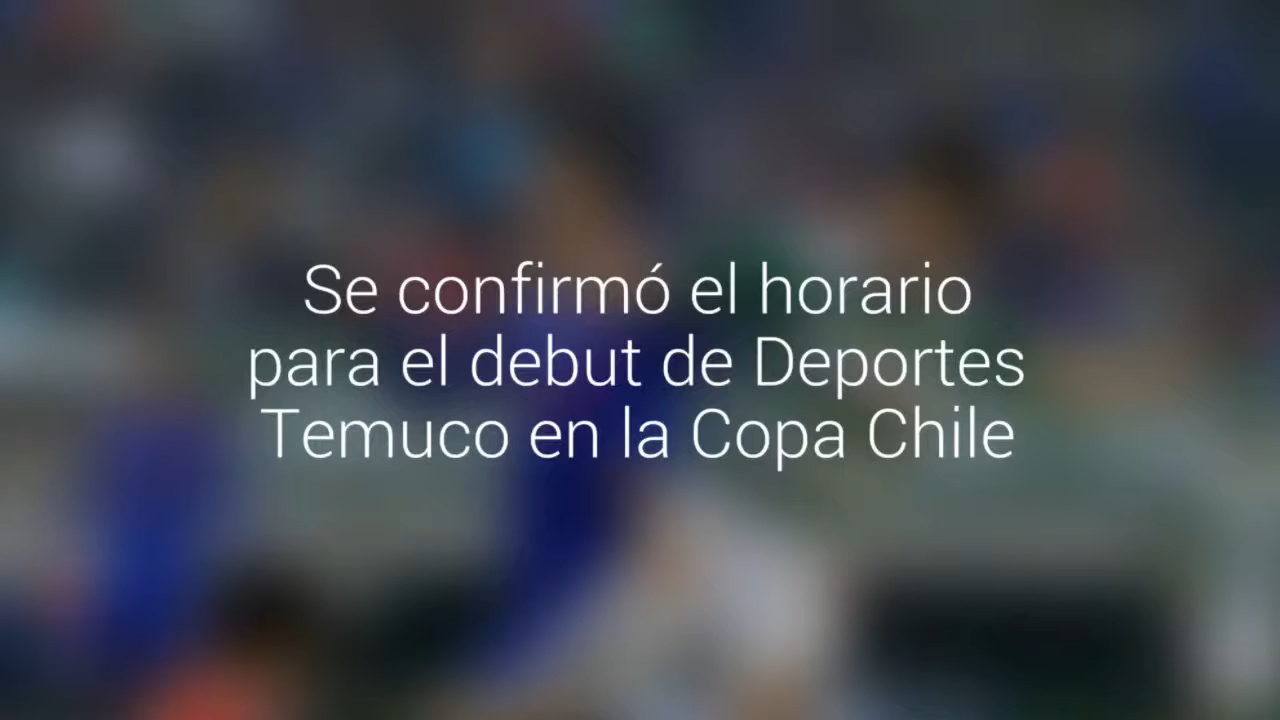 Se confirmó el horario
para el debut de Deportes
Temuco en la Copa Chile